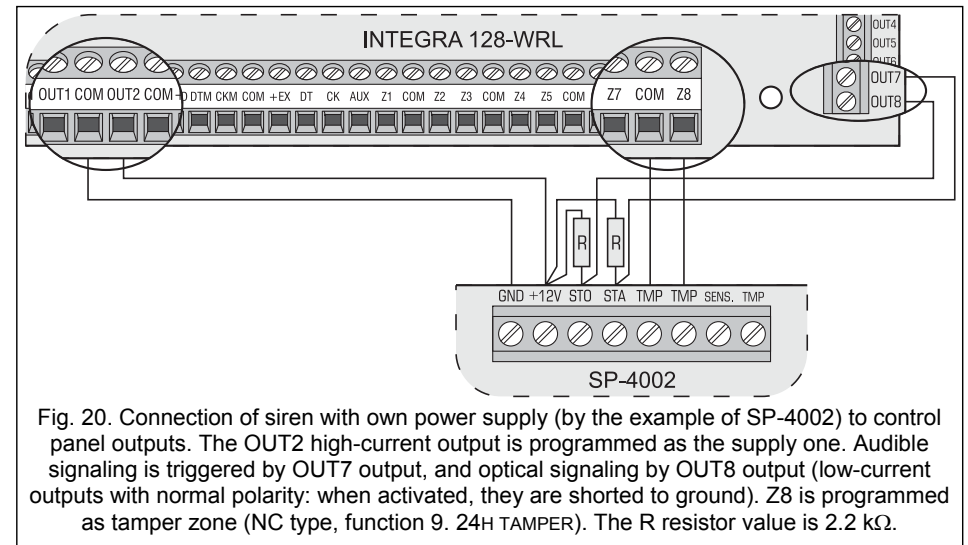 INTEGRA 128-WRL
OUT4
OUT5
OUT6
OUT7
OUT8
OUT1 COM OUT2 COM DTM CKM COM +EX DT CK AUX Z1 COM Z2 Z3 COM Z4 Z5 COM Z7 COM Z8
R R
GND +12V STO STA TMP TMP SENS. TMP
SP-4002
Fig. 20. Connection of siren with own power supply (by the example of SP-4002) to control
panel outputs. The OUT2 high-current output is programmed as the supply one. Audible
signaling is triggered by OUT7 output, and optical signaling by OUT8 output (low-current
outputs with normal polarity: when activated, they are shorted to ground). Z8 is programmed
as tamper zone (NC type, function 9. 24H TAMPER). The R resistor value is 2.2 kΩ.